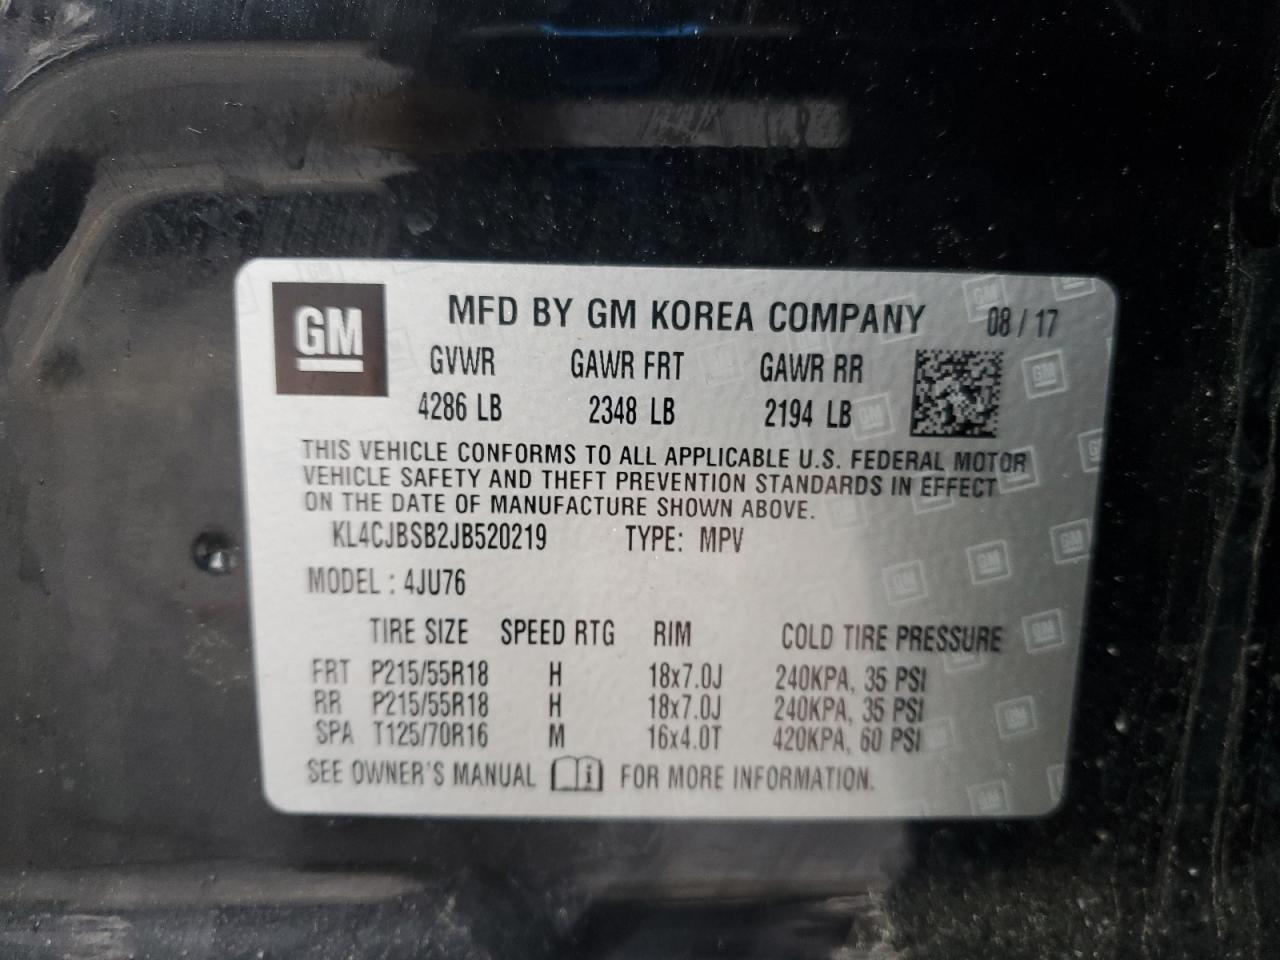 GM MFD BY GM KOREA COMPANY 08 / 17
GVWR GAWR FRT GAWR RR
4286 LB 2348 LB 2194 LB
THIS VEHICLE CONFORMS TO ALL APPLICABLE U.S. FEDERAL MOTOR
VEHICLE SAFETY AND THEFT PREVENTION STANDARDS IN EFFECT
ON THE DATE OF MANUFACTURE SHOWN ABOVE.
KL4CJBSB2JB520219 TYPE: MPV
MODEL : 4JU76
TIRE SIZE SPEED RTG RIM COLD TIRE PRESSURE
FRT P215/55R18 H 18x7.0J 240KPA, 35 PSI
RR P215/55R18 H 18x7.0J 240KPA, 35 PSI
SPA T125/70R16 M 16x4.0T 420KPA, 60 PSI
SEE OWNER'S MANUAL i FOR MORE INFORMATION.